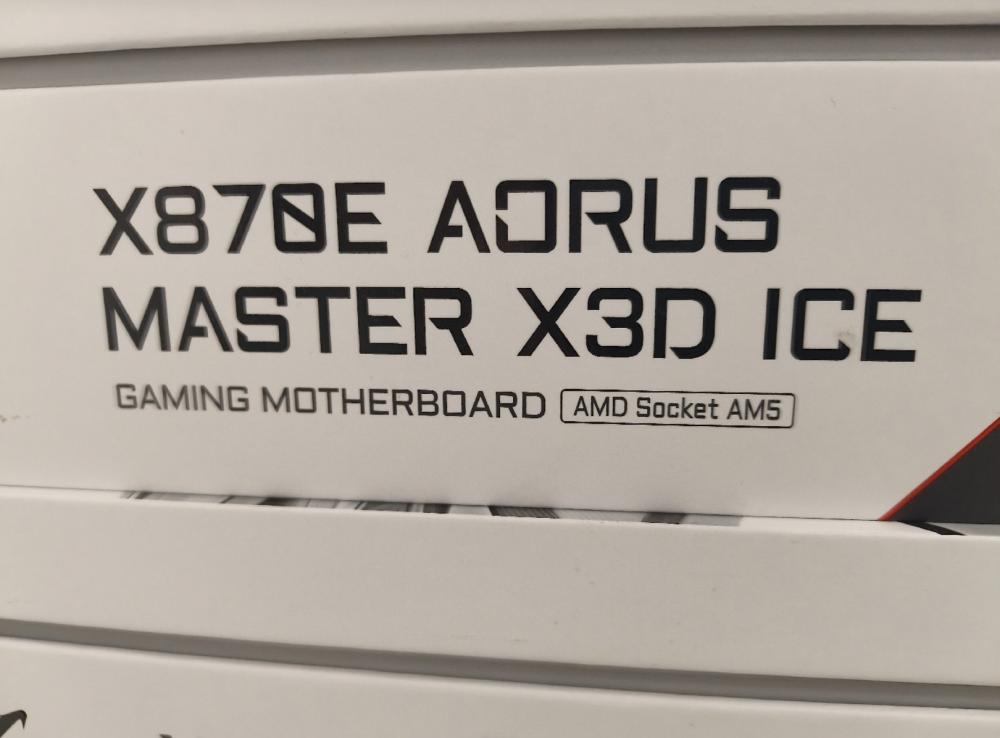 X870E AORUS
MASTER X3D ICE
GAMING MOTHERBOARD AMD Socket AM5